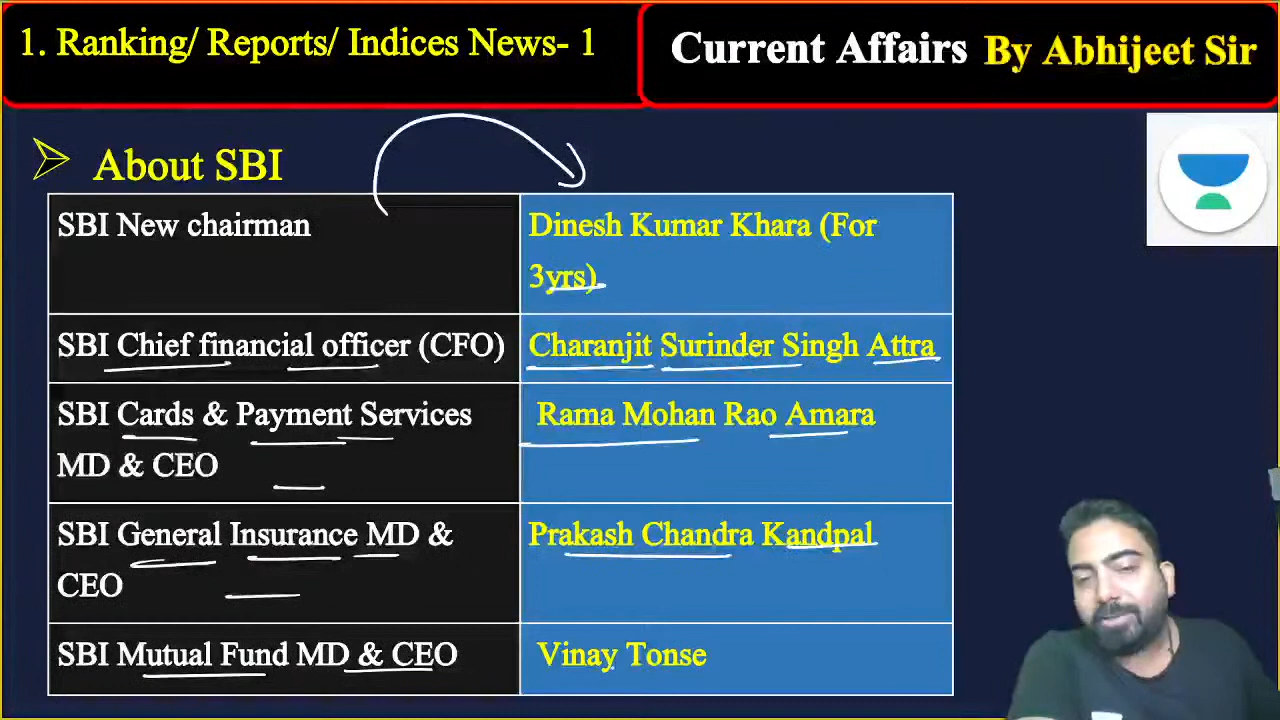 1. Ranking/ Reports/ Indices News- 1
Current Affairs By Abhijeet Sir
About SBI
SBI New chairman
Dinesh Kumar Khara (For
3yrs)
SBI Chief financial officer (CFO)
Charanjit Surinder Singh Attra
SBI Cards & Payment Services
MD & CEO
Rama Mohan Rao Amara
SBI General Insurance MD &
CEO
Prakash Chandra Kandpal
SBI Mutual Fund MD & CEO
Vinay Tonse